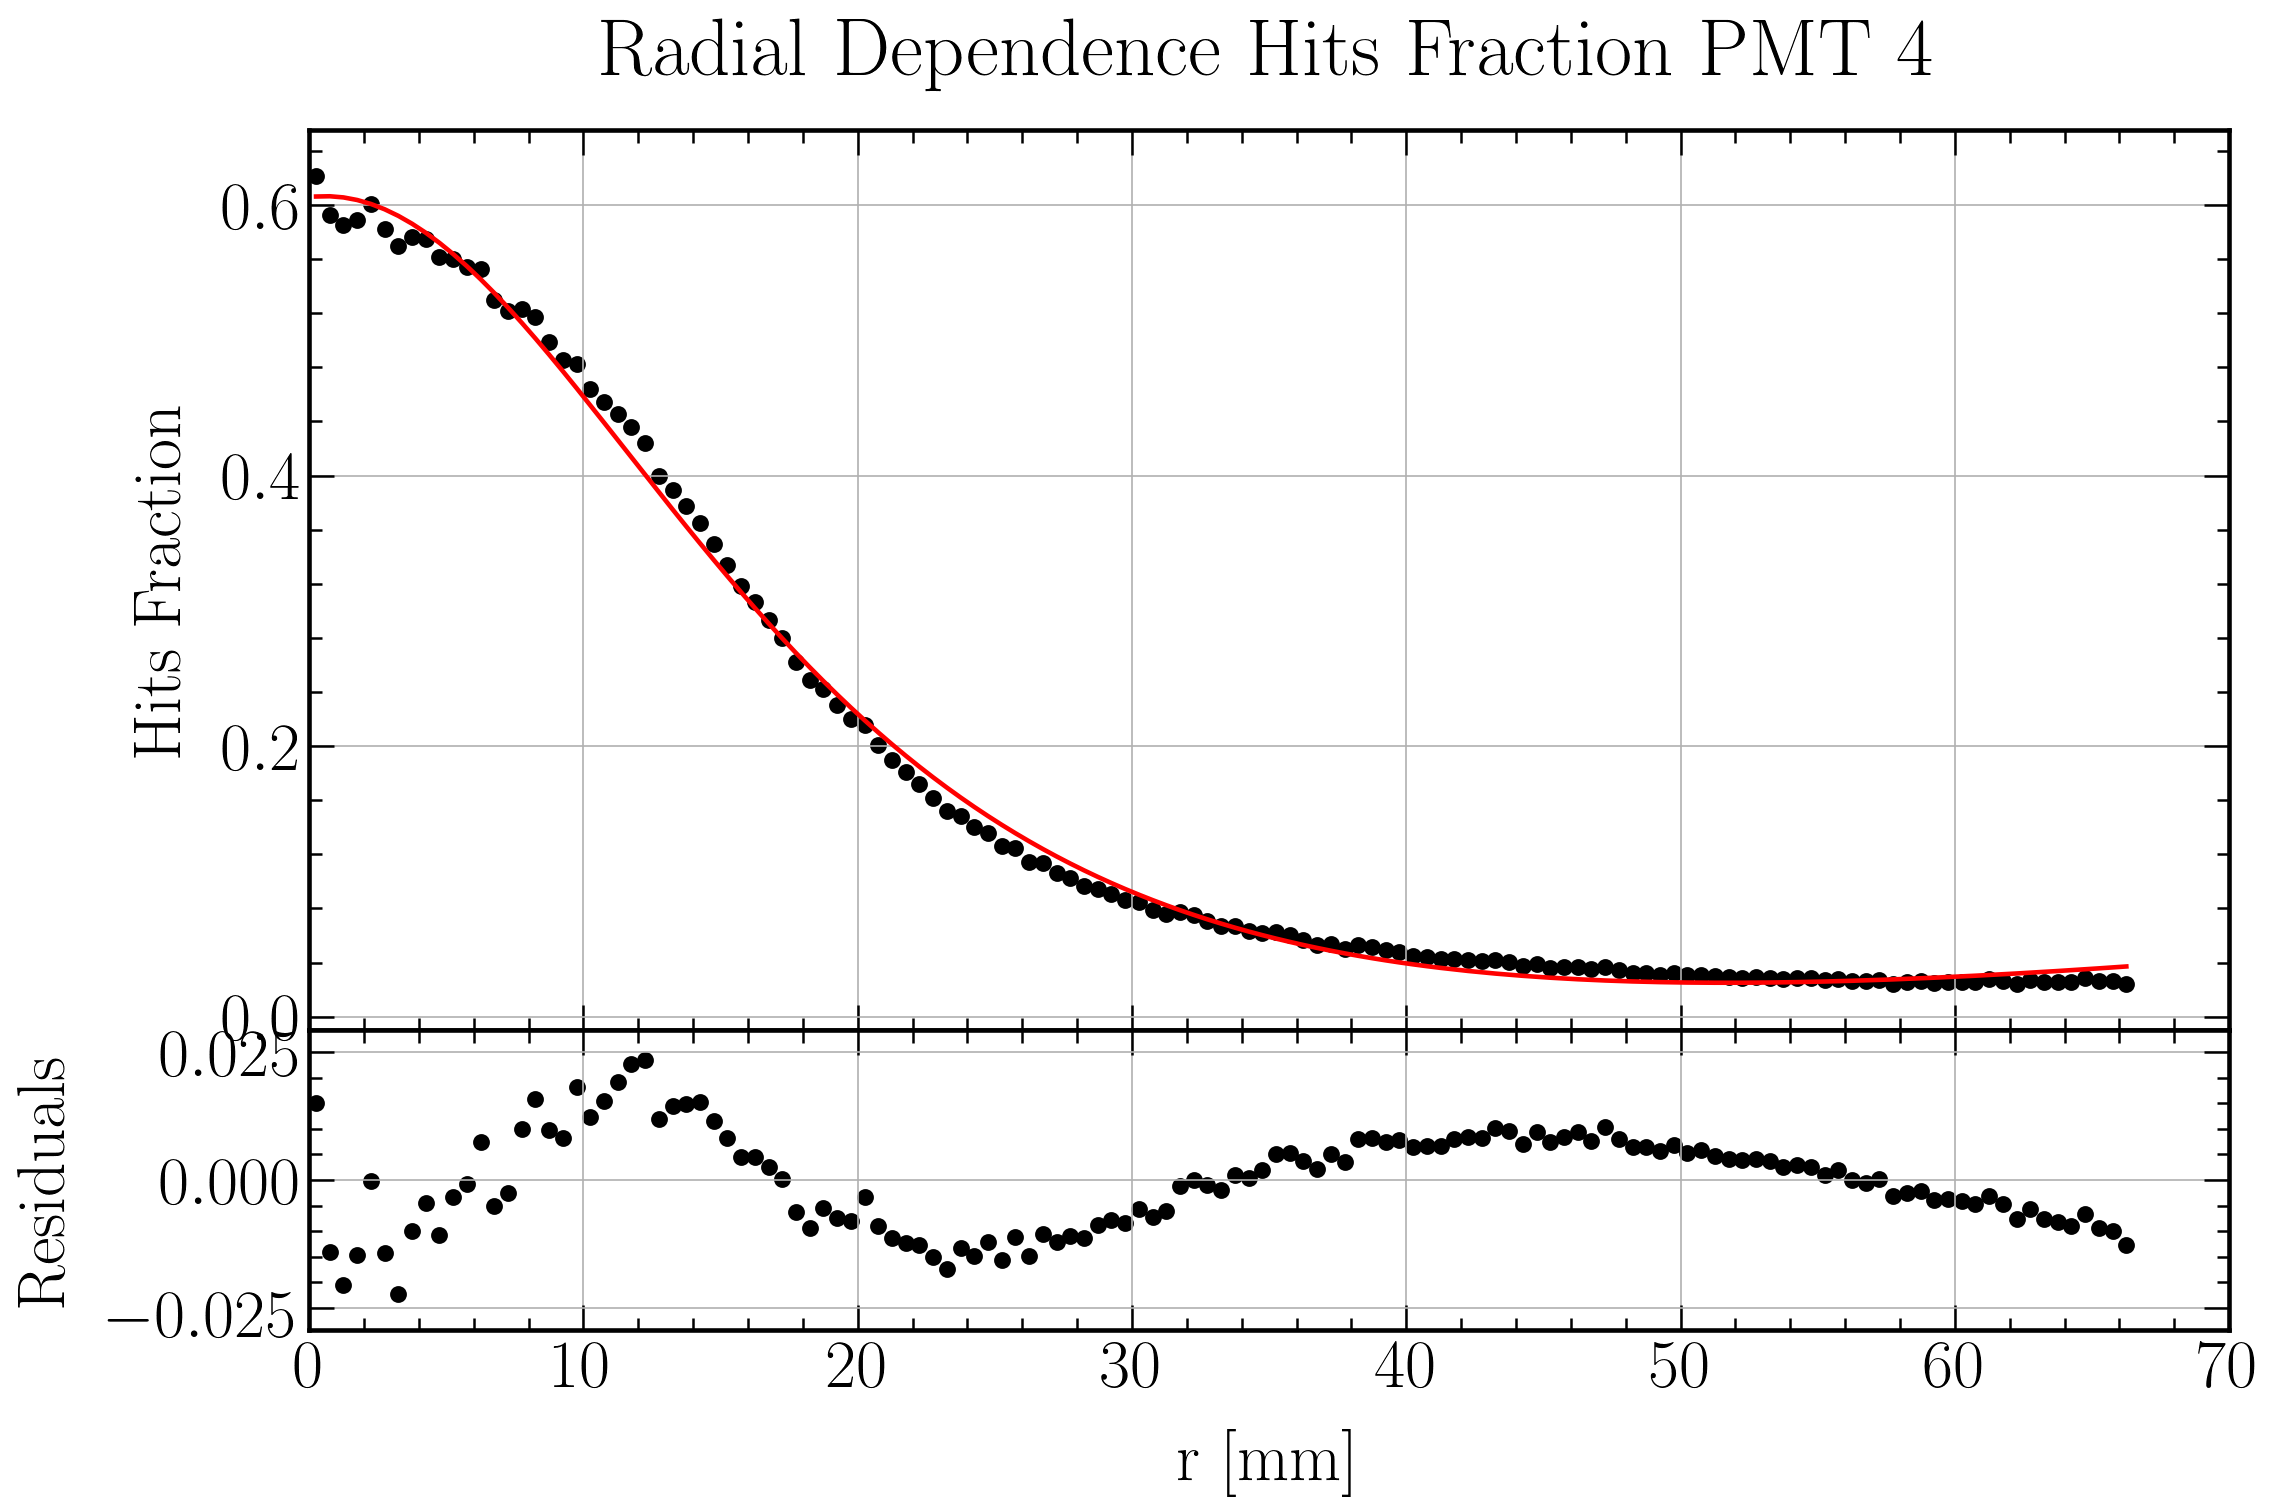 Radial Dependence Hits Fraction PMT 4
Hits Fraction
0.6
0.4
0.2
0.0
Residuals
0.025
0.000
−0.025
0 10 20 30 40 50 60 70
r [mm]